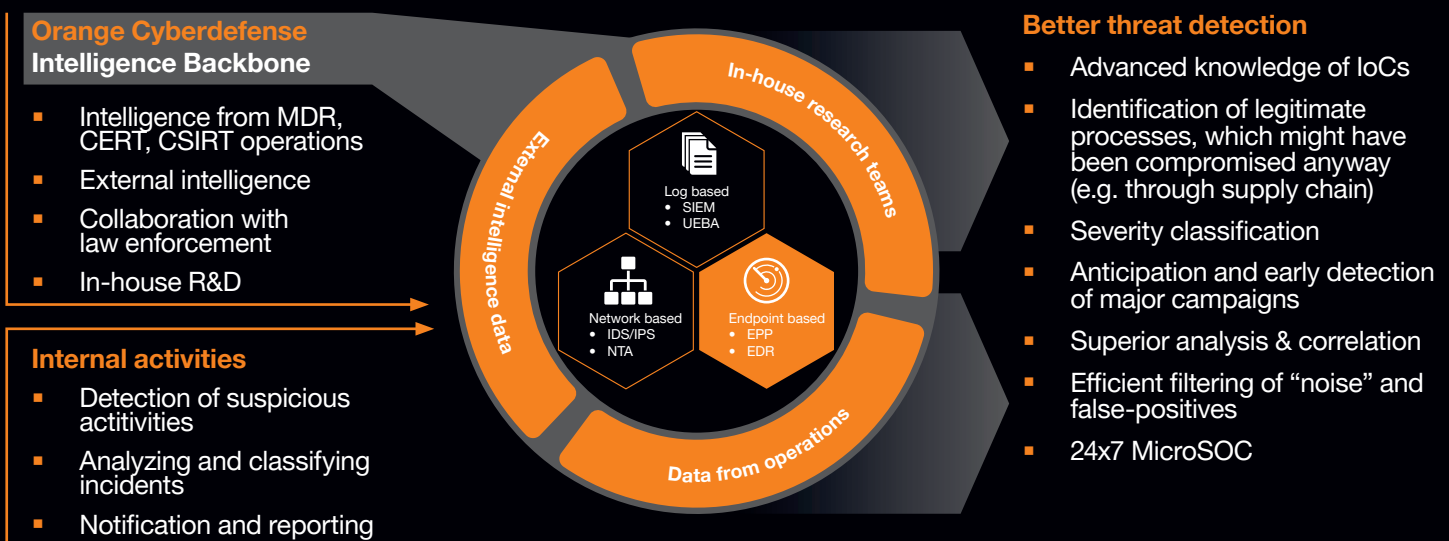 Orange Cyberdefense
Intelligence Backbone
▪ Intelligence from MDR,
CERT, CSIRT operations
▪ External intelligence
▪ Collaboration with
law enforcement
▪ In-house R&D
Internal activities
▪ Detection of suspicious
actitivities
▪ Analyzing and classifying
incidents
▪ Notification and reporting
External intelligence data
In-house research teams
Data from operations
Log based
• SIEM
• UEBA
Network based
• IDS/IPS
• NTA
Endpoint based
• EPP
• EDR
Better threat detection
▪ Advanced knowledge of IoCs
▪ Identification of legitimate
processes, which might have
been compromised anyway
(e.g. through supply chain)
▪ Severity classification
▪ Anticipation and early detection
of major campaigns
▪ Superior analysis & correlation
▪ Efficient filtering of “noise” and
false-positives
▪ 24x7 MicroSOC